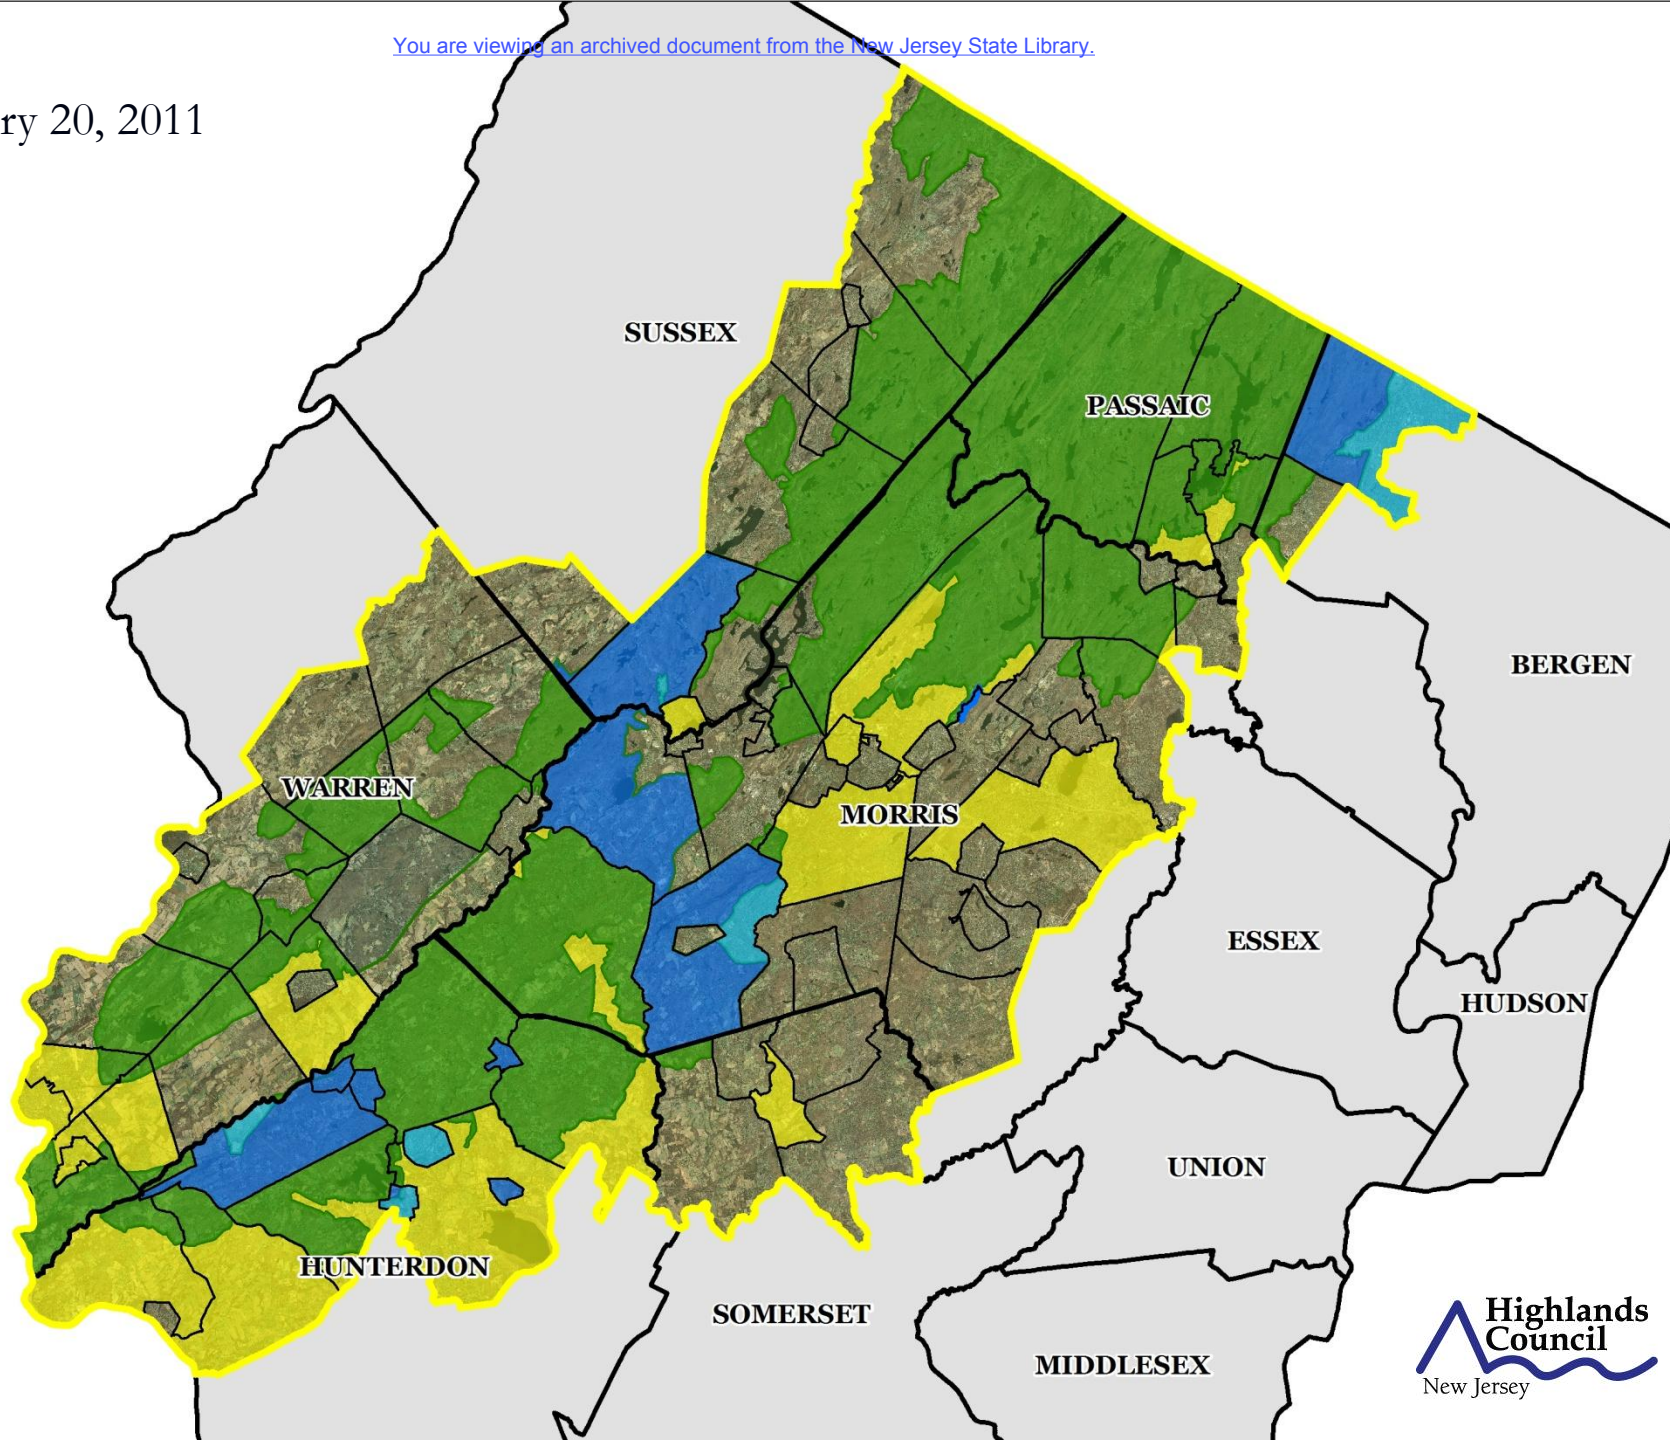 You are viewing an archived document from the New Jersey State Library.
ry 20, 2011
SUSSEX
PASSAIC
BERGEN
WARREN
MORRIS
ESSEX
HUDSON
UNION
HUNTERDON
SOMERSET
MIDDLESEX
Highlands
Council
New Jersey